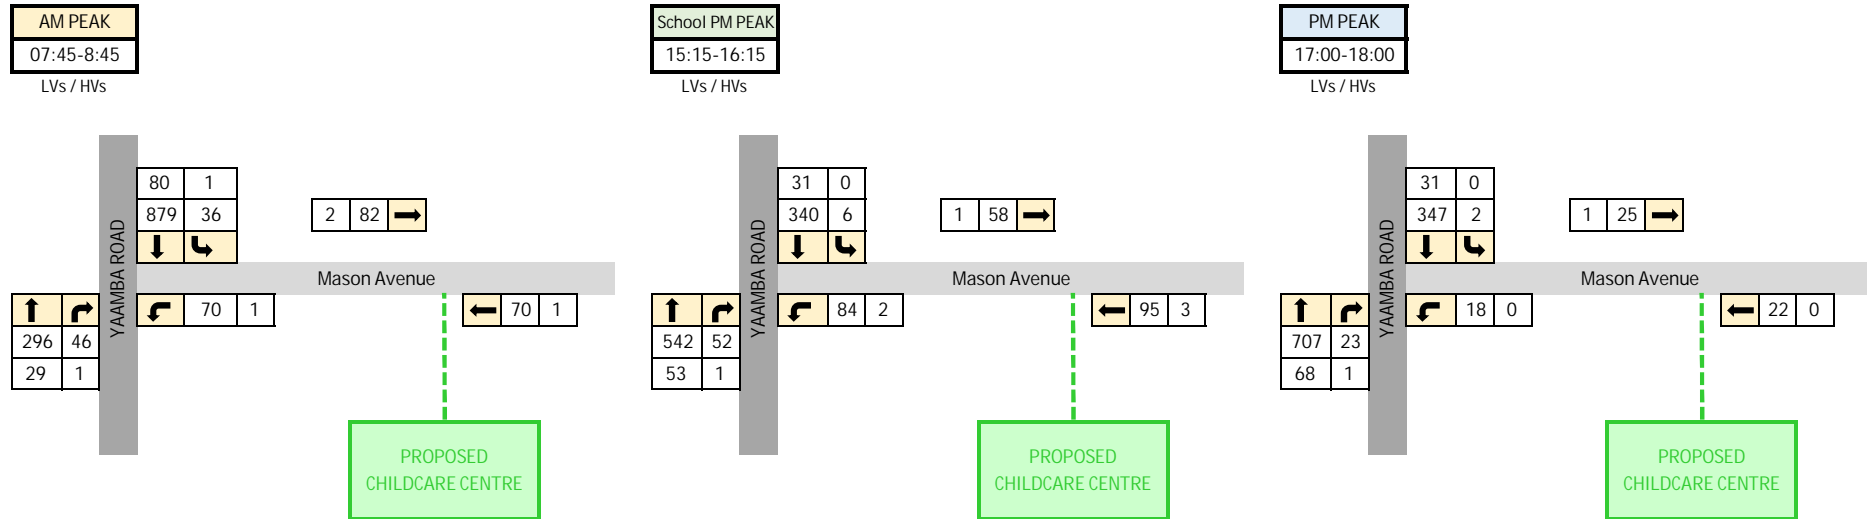 AM PEAK
07:45-8:45
LVs / HVs
80 1
879 36
2 82
YAAMBA ROAD
Mason Avenue
70 1
70 1
296 46
29 1
PROPOSED
CHILDCARE CENTRE
School PM PEAK
15:15-16:15
LVs / HVs
31 0
340 6
1 58
YAAMBA ROAD
Mason Avenue
84 2
95 3
542 52
53 1
PROPOSED
CHILDCARE CENTRE
PM PEAK
17:00-18:00
LVs / HVs
31 0
347 2
1 25
YAAMBA ROAD
Mason Avenue
18 0
22 0
707 23
68 1
PROPOSED
CHILDCARE CENTRE